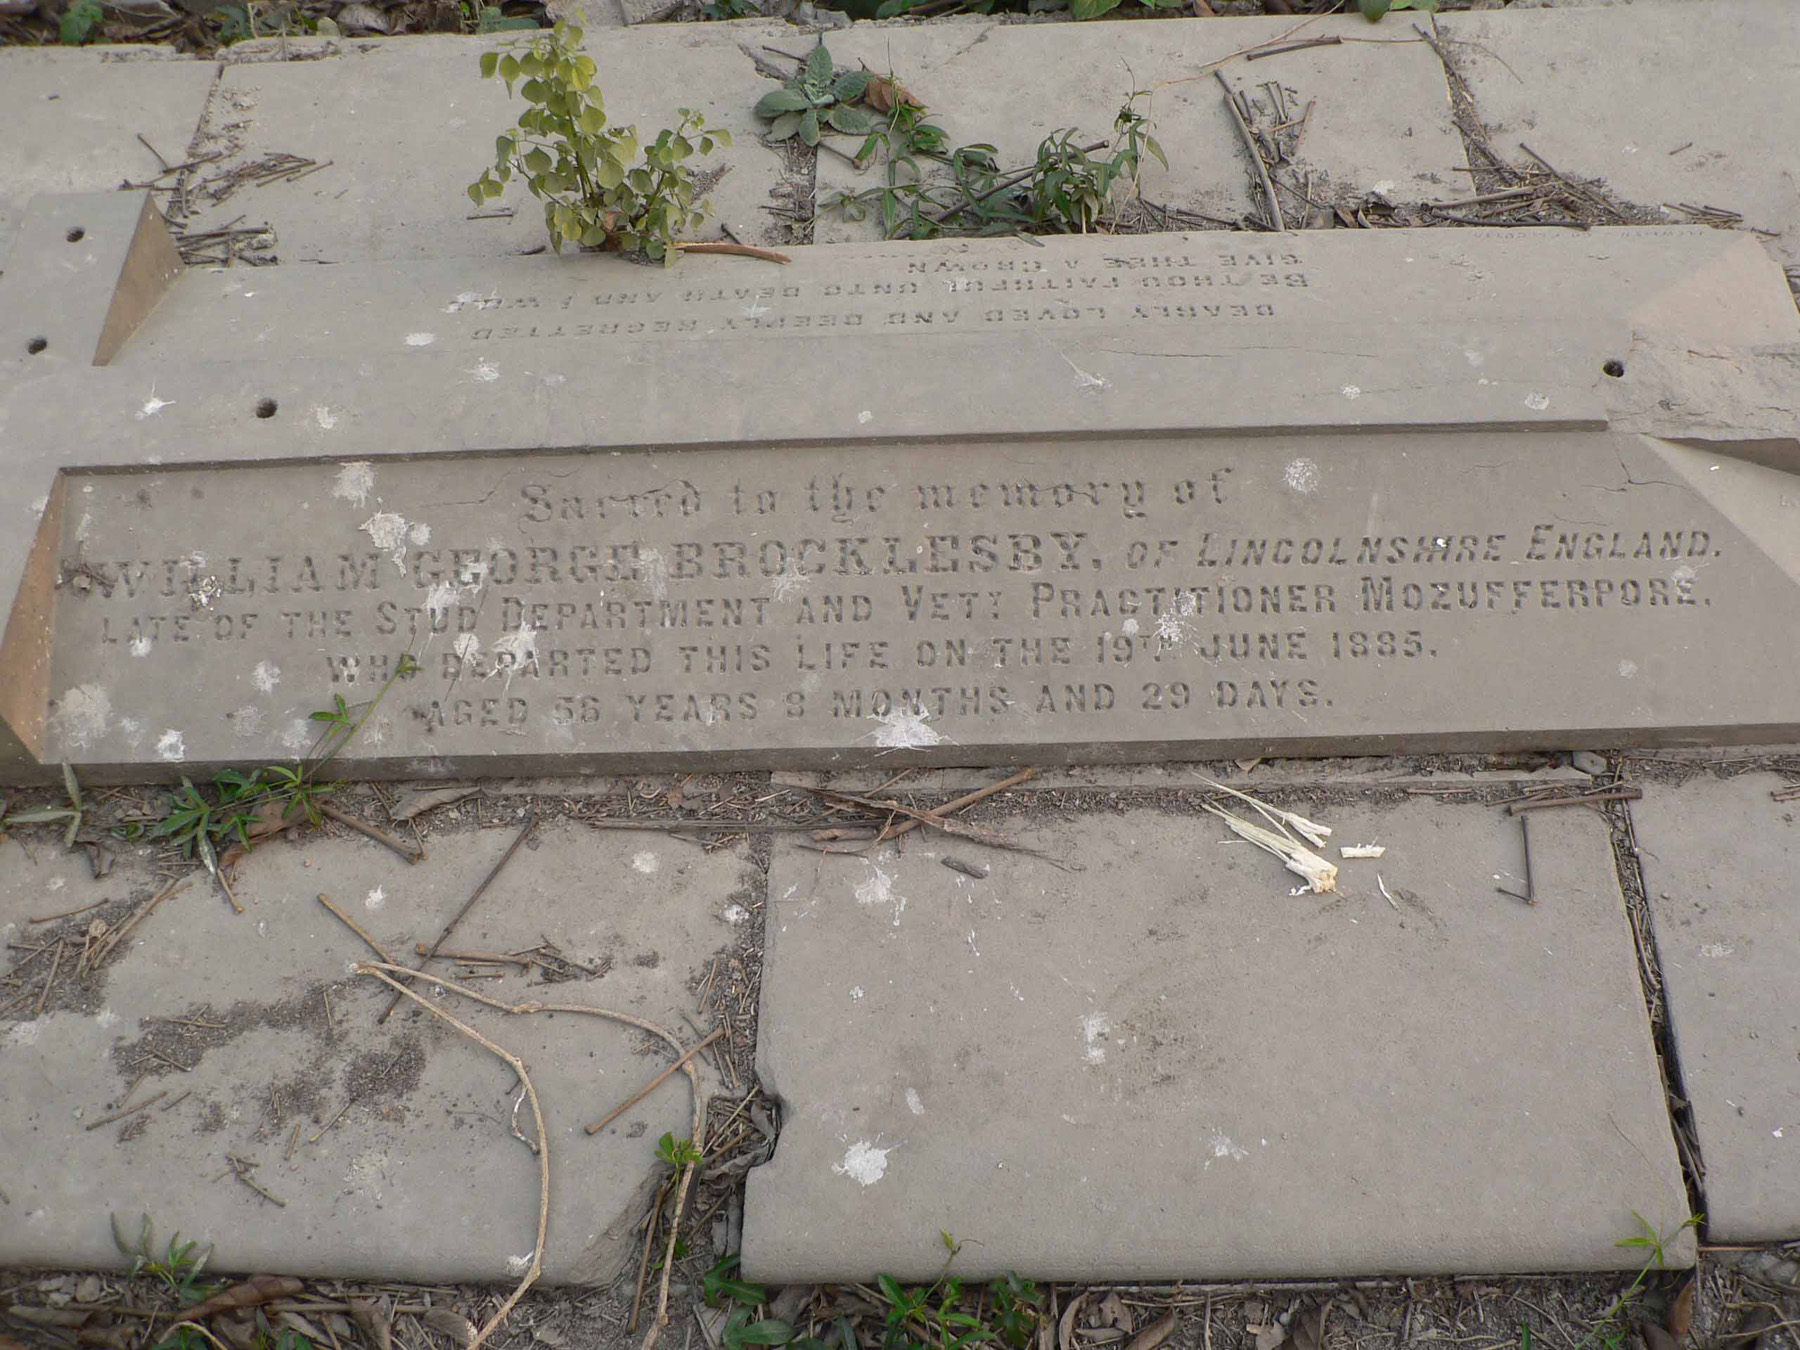 Sacred to the memory of
WILLIAM GEORGE BROCKLESBY, OF LINCOLNSHIRE ENGLAND.
LATE OF THE STUD DEPARTMENT AND VETY PRACTITIONER MOZUFFERPORE.
WHO DEPARTED THIS LIFE ON THE 19TH JUNE 1885.
AGED 56 YEARS 8 MONTHS AND 29 DAYS.
DEARLY LOVED AND DEEPLY REGRETTED
BE THOU FAITHFUL UNTO DEATH AND I WILL
GIVE THEE A CROWN